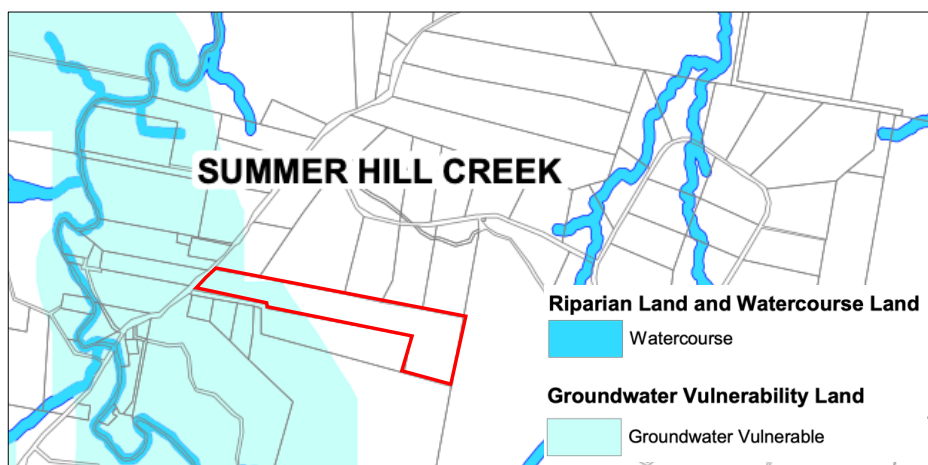 SUMMER HILL CREEK
Riparian Land and Watercourse Land
Watercourse
Groundwater Vulnerability Land
Groundwater Vulnerable